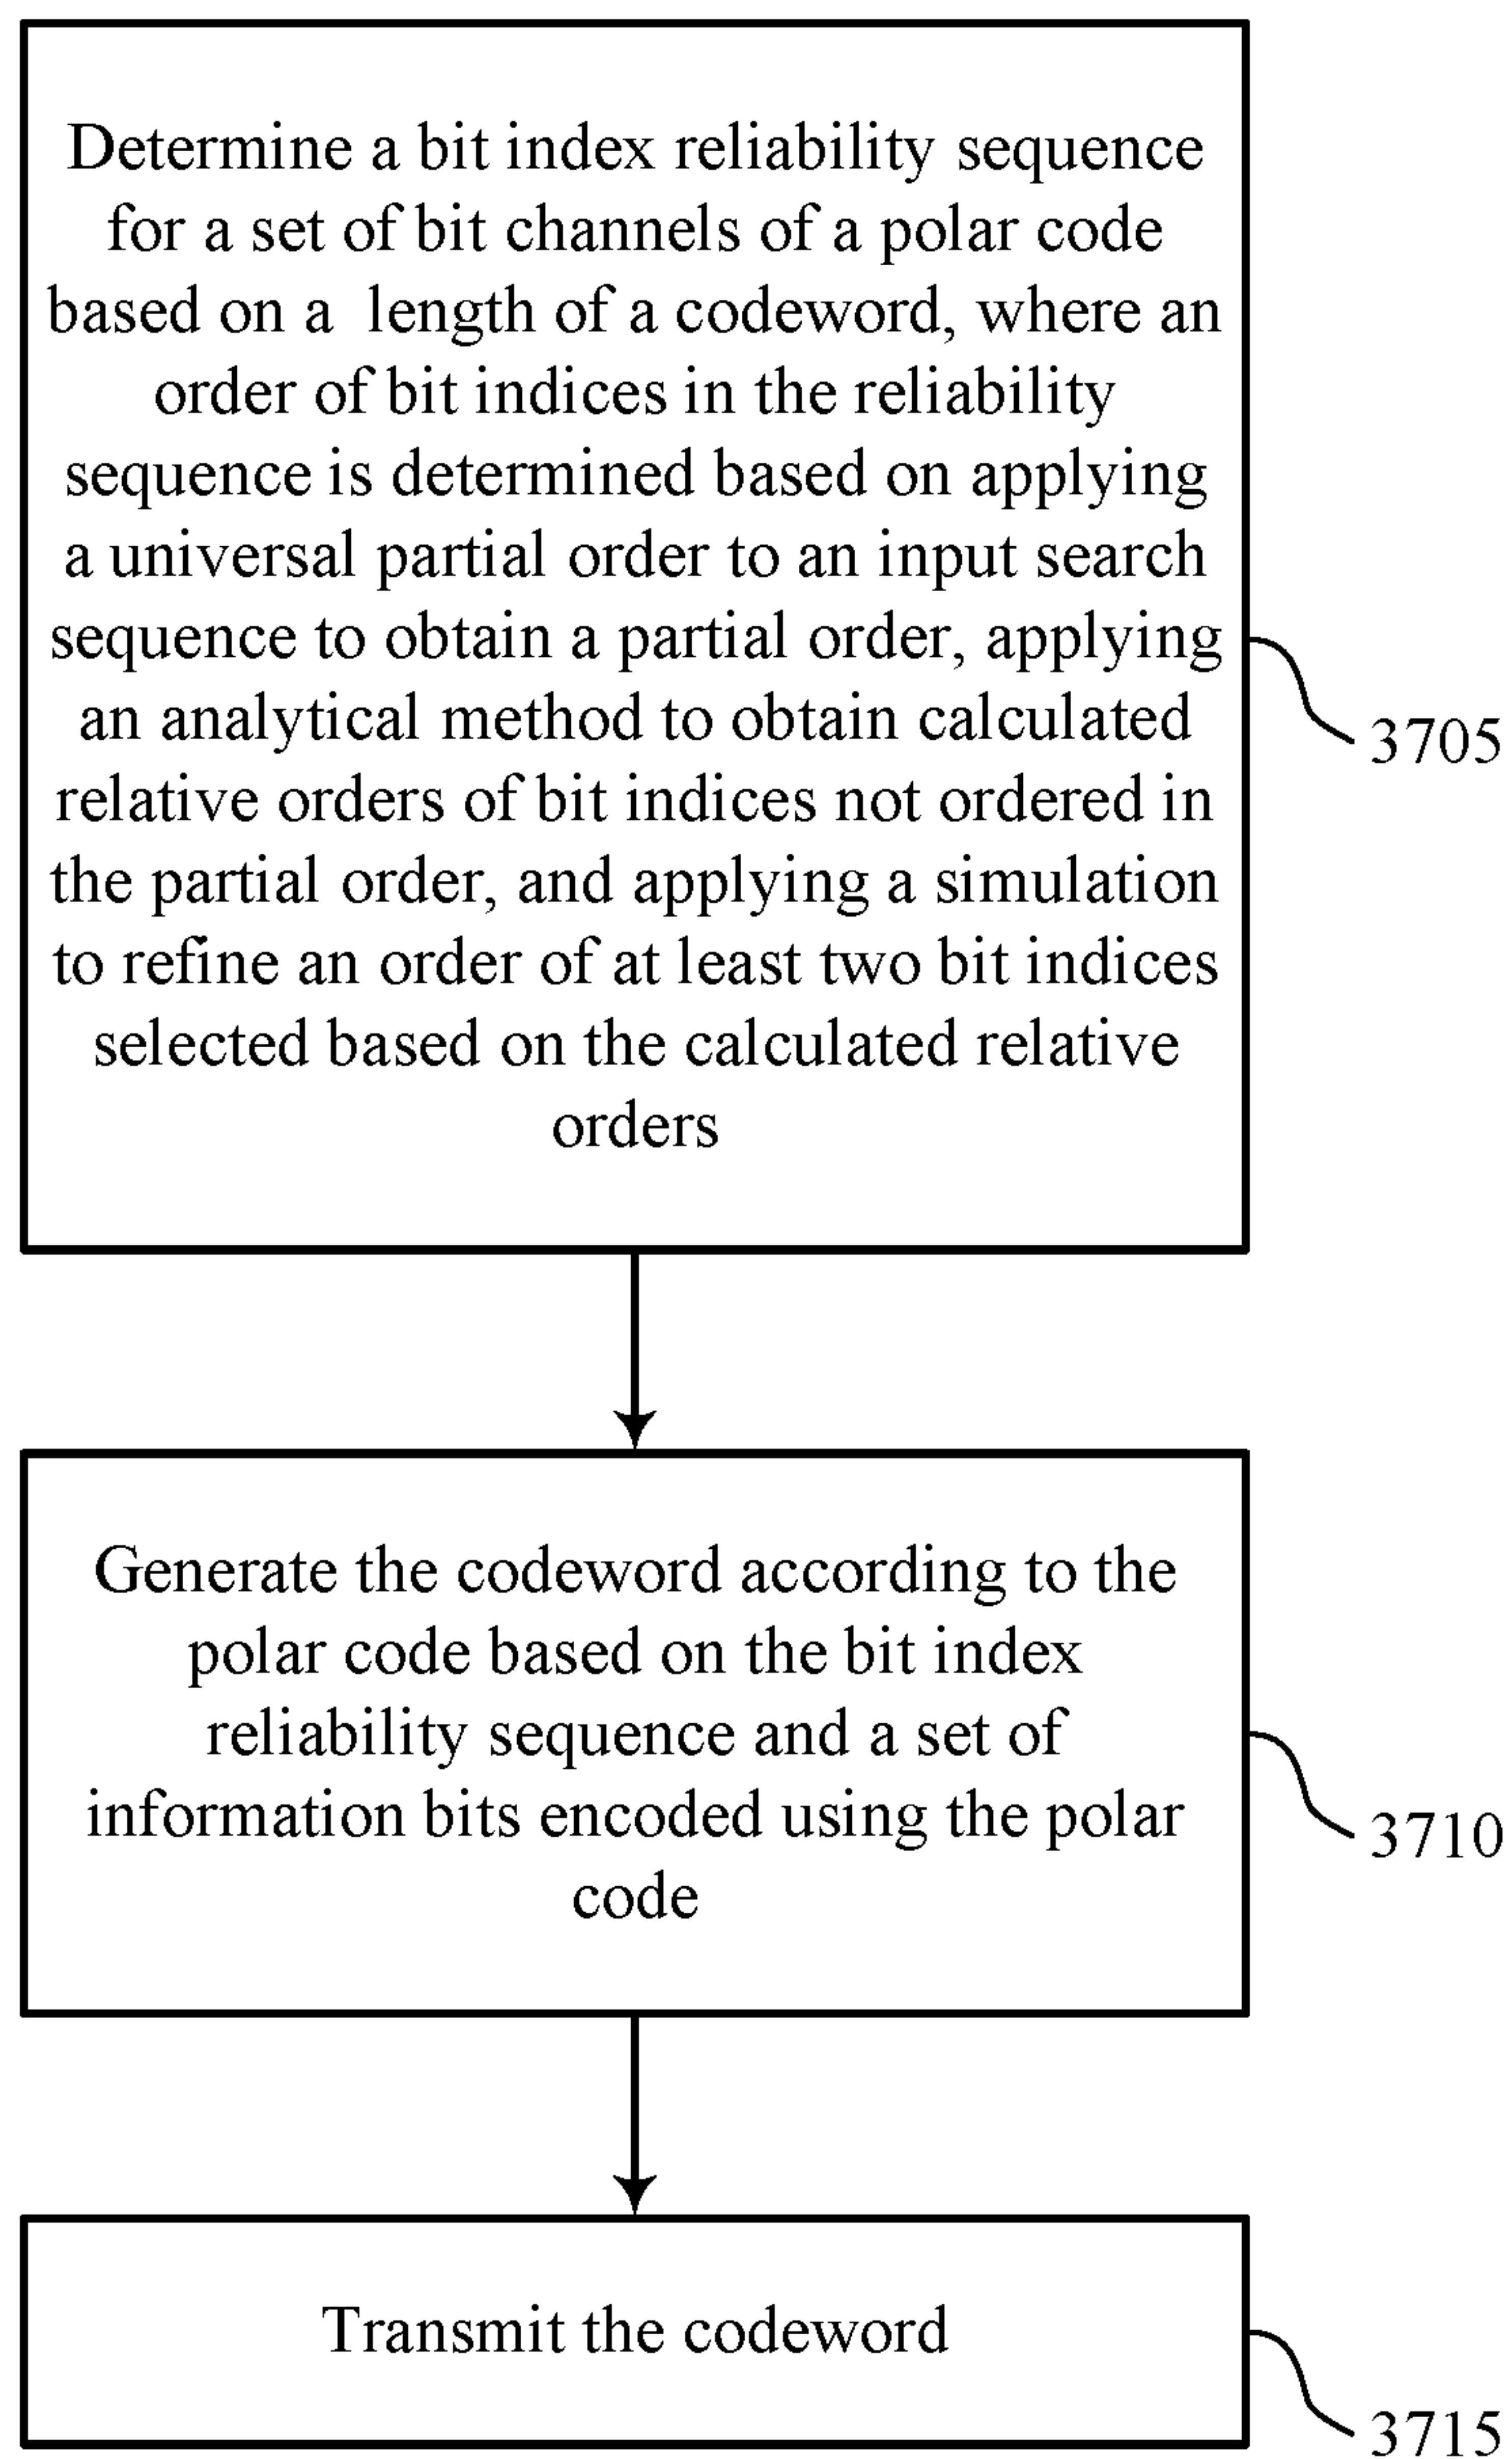 Determine a bit index reliability sequence
for a set of bit channels of a polar code
based on a length of a codeword, where an
order of bit indices in the reliability
sequence is determined based on applying
a universal partial order to an input search
sequence to obtain a partial order, applying
an analytical method to obtain calculated
relative orders of bit indices not ordered in
the partial order, and applying a simulation
to refine an order of at least two bit indices
selected based on the calculated relative
orders
3705
Generate the codeword according to the
polar code based on the bit index
reliability sequence and a set of
information bits encoded using the polar
code
3710
Transmit the codeword
3715